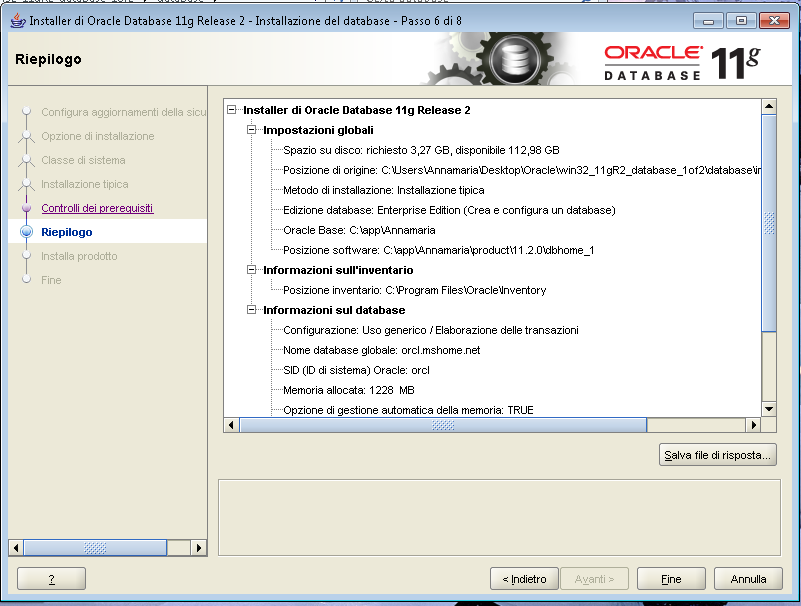 Installer di Oracle Database 11g Release 2 - Installazione del database - Passo 6 di 8
Riepilogo
ORACLE
DATABASE 11g
Configura aggiornamenti della sicu
Opzione di installazione
Classe di sistema
Installazione tipica
Controlli dei prerequisiti
Riepilogo
Installa prodotto
Fine
Installer di Oracle Database 11g Release 2
Impostazioni globali
Spazio su disco: richiesto 3,27 GB, disponibile 112,98 GB
Posizione di origine: C:\Users\Annamaria\Desktop\Oracle\win32_11gR2_database_1of2\database\in
Metodo di installazione: Installazione tipica
Edizione database: Enterprise Edition (Crea e configura un database)
Oracle Base: C:\app\Annamaria
Posizione software: C:\app\Annamaria\product\11.2.0\dbhome_1
Informazioni sull'inventario
Posizione inventario: C:\Program Files\Oracle\Inventory
Informazioni sul database
Configurazione: Uso generico / Elaborazione delle transazioni
Nome database globale: orcl.mshome.net
SID (ID di sistema) Oracle: orcl
Memoria allocata: 1228 MB
Opzione di gestione automatica della memoria: TRUE
Salva file di risposta...
?
< Indietro
Avanti >
Fine
Annulla